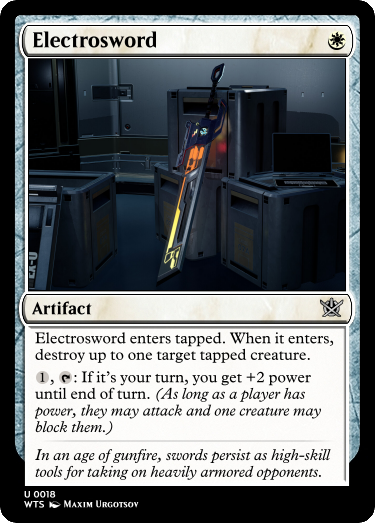 Electrosword
Artifact
Electrosword enters tapped. When it enters,
destroy up to one target tapped creature.
1, : If it's your turn, you get +2 power
until end of turn. (As long as a player has
power, they may attack and one creature may
block them.)
In an age of gunfire, swords persist as high-skill
tools for taking on heavily armored opponents.
U 0018
WTS Maxim Urgotsov